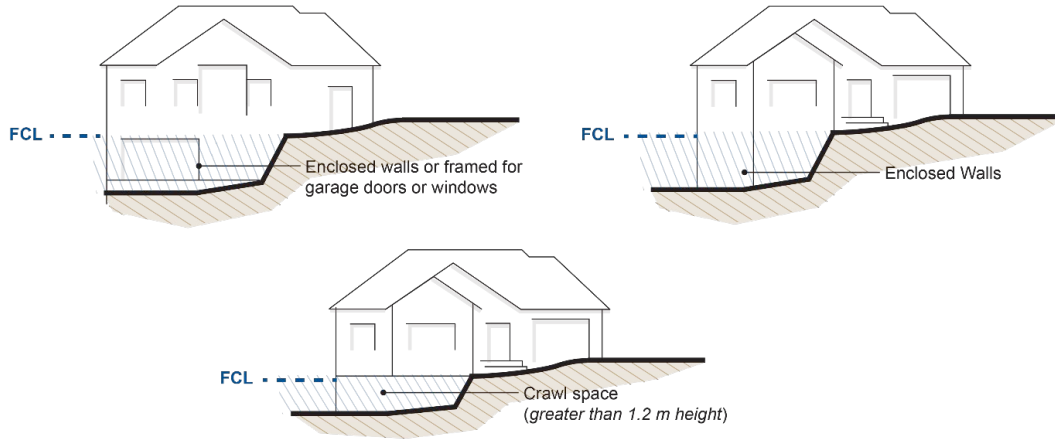 FCL
Enclosed walls or framed for
garage doors or windows
FCL
Enclosed Walls
FCL
Crawl space
(greater than 1.2 m height)